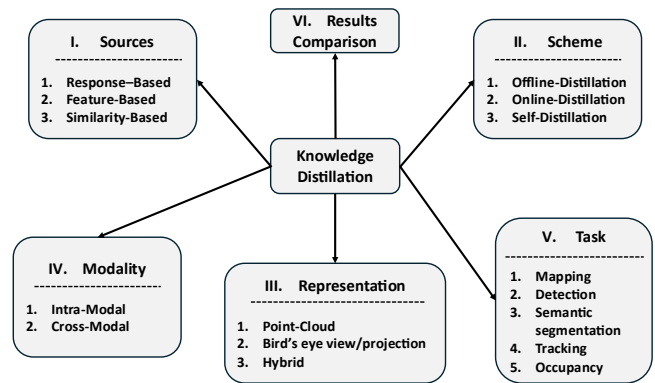 VI. Results
Comparison
I. Sources
1. Response–Based
2. Feature-Based
3. Similarity-Based
II. Scheme
1. Offline-Distillation
2. Online-Distillation
3. Self-Distillation
Knowledge
Distillation
IV. Modality
1. Intra-Modal
2. Cross-Modal
III. Representation
1. Point-Cloud
2. Bird's eye view/projection
3. Hybrid
V. Task
1. Mapping
2. Detection
3. Semantic
segmentation
4. Tracking
5. Occupancy